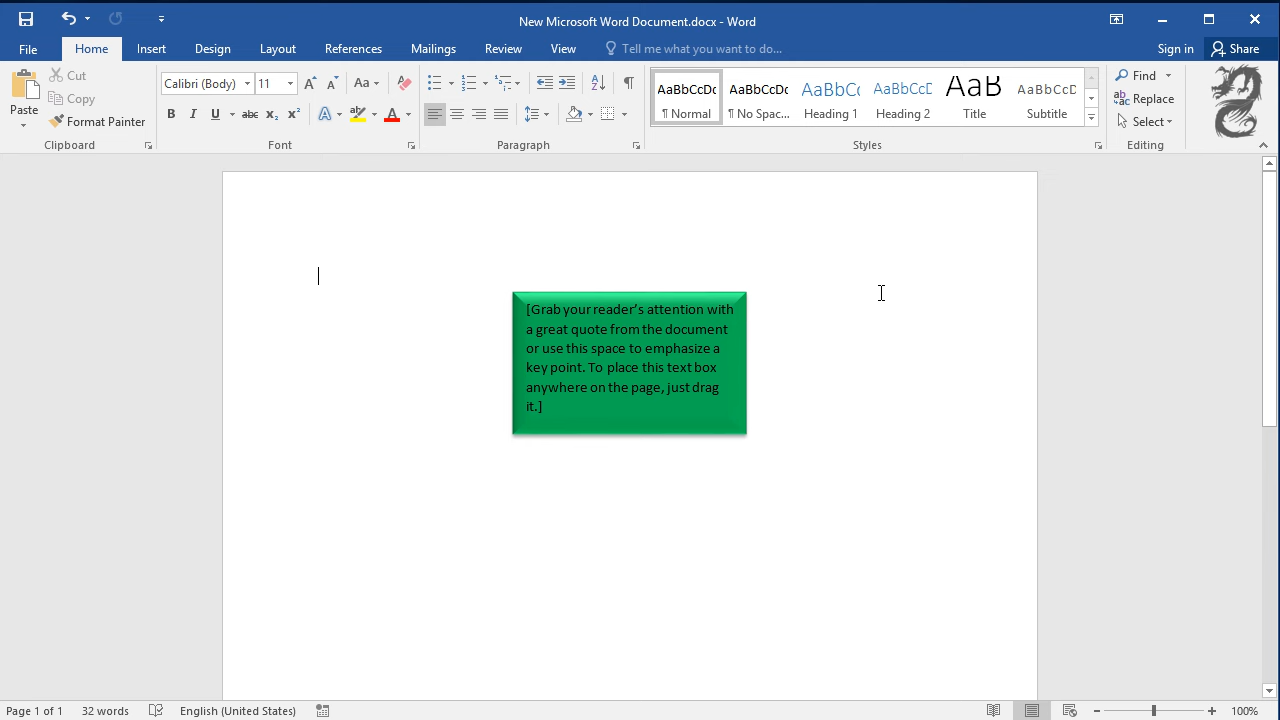 New Microsoft Word Document.docx - Word
File Home Insert Design Layout References Mailings Review View Tell me what you want to do... Sign in Share
Paste
Cut
Copy
Format Painter
Clipboard
Calibri (Body) 11 Aa
B I U abc x₂ x² A ab A
Font
Paragraph
AaBbCcDc AaBbCcDc AaBbCc AaBbCcD AaB AaBbCcD
¶ Normal ¶ No Spac... Heading 1 Heading 2 Title Subtitle
Styles
Find
Replace
Select
Editing
[Grab your reader’s attention with
a great quote from the document
or use this space to emphasize a
key point. To place this text box
anywhere on the page, just drag
it.]
Page 1 of 1 32 words English (United States) 100%